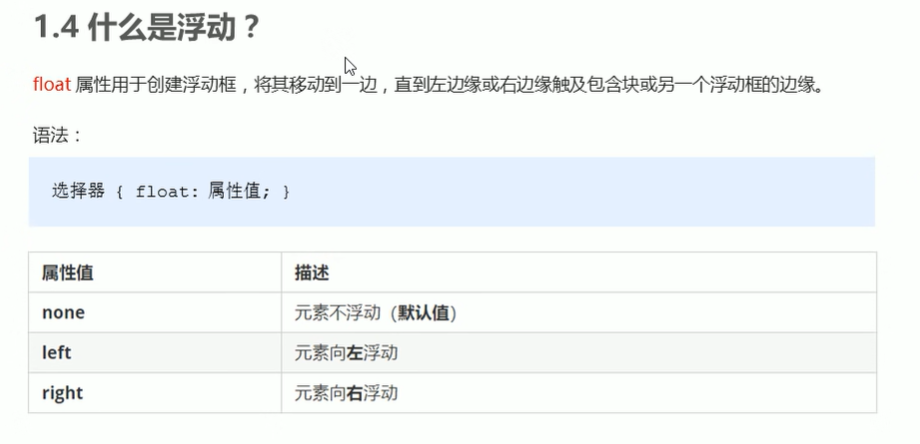 1.4 什么是浮动？
float 属性用于创建浮动框，将其移动到一边，直到左边缘或右边缘触及包含块或另一个浮动框的边缘。
语法：
选择器 { float: 属性值; }
属性值 描述
none 元素不浮动（默认值）
left 元素向左浮动
right 元素向右浮动